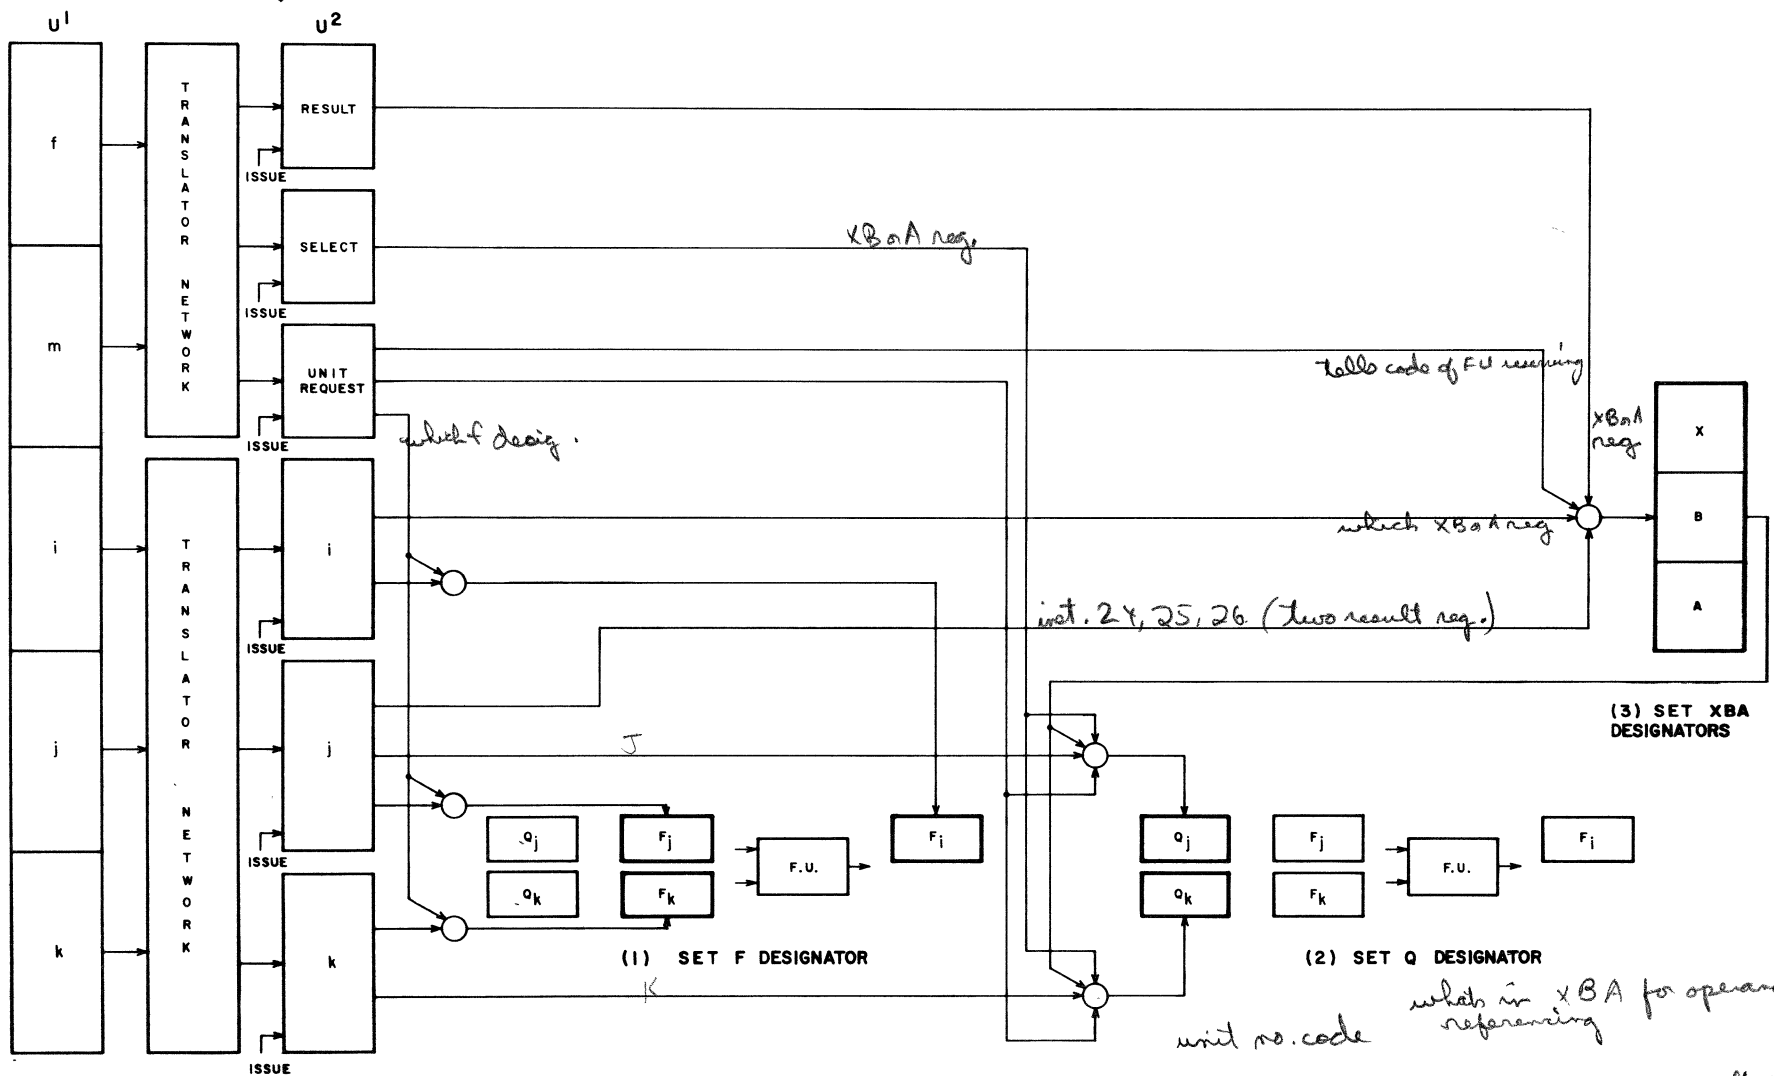 U1
U2
f
m
i
j
k
TRANSLATOR NETWORK
TRANSLATOR NETWORK
RESULT
ISSUE
SELECT
ISSUE
UNIT
REQUEST
ISSUE
i
ISSUE
j
ISSUE
k
ISSUE
XB or A reg.
tells code of FU reserving
which f desig.
XB or A
reg
which XB or A reg
inst. 24, 25, 26 (two result reg.)
X
B
A
(3) SET XBA
DESIGNATORS
J
Qj
Fj
F.U.
Fi
Qk
Fk
(1) SET F DESIGNATOR
K
Qj
Fj
F.U.
Fi
Qk
Fk
(2) SET Q DESIGNATOR
whats in XBA for
referencing
unit no. code